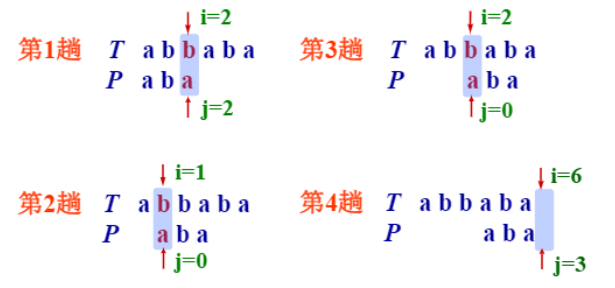 i=2
第1趟 T a b b a b a
P a b a
j=2
i=2
第3趟 T a b b a b a
P a b a
j=0
i=1
第2趟 T a b b a b a
P a b a
j=0
i=6
第4趟 T a b b a b a
P a b a
j=3